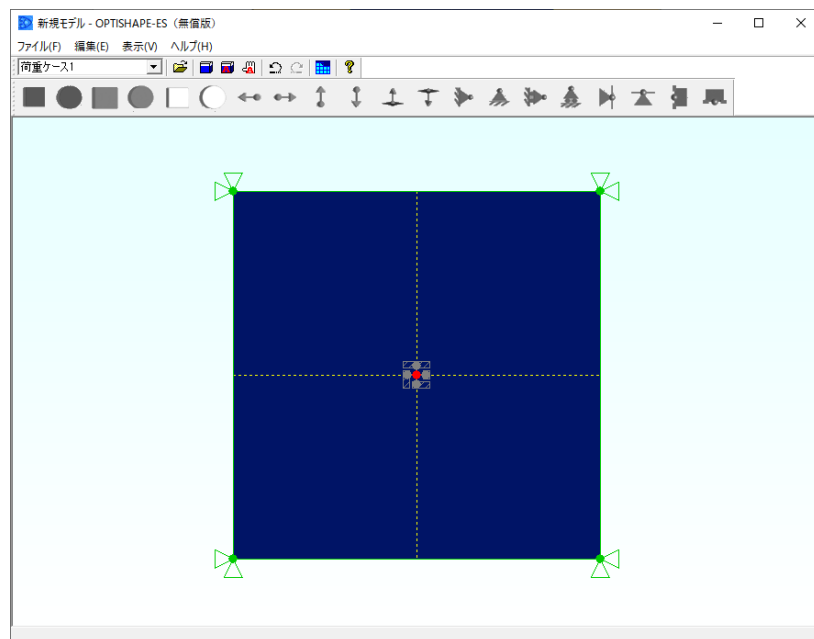 新規モデル - OPTISHAPE-ES（無償版）
ファイル(F) 編集(E) 表示(V) ヘルプ(H)
荷重ケース1